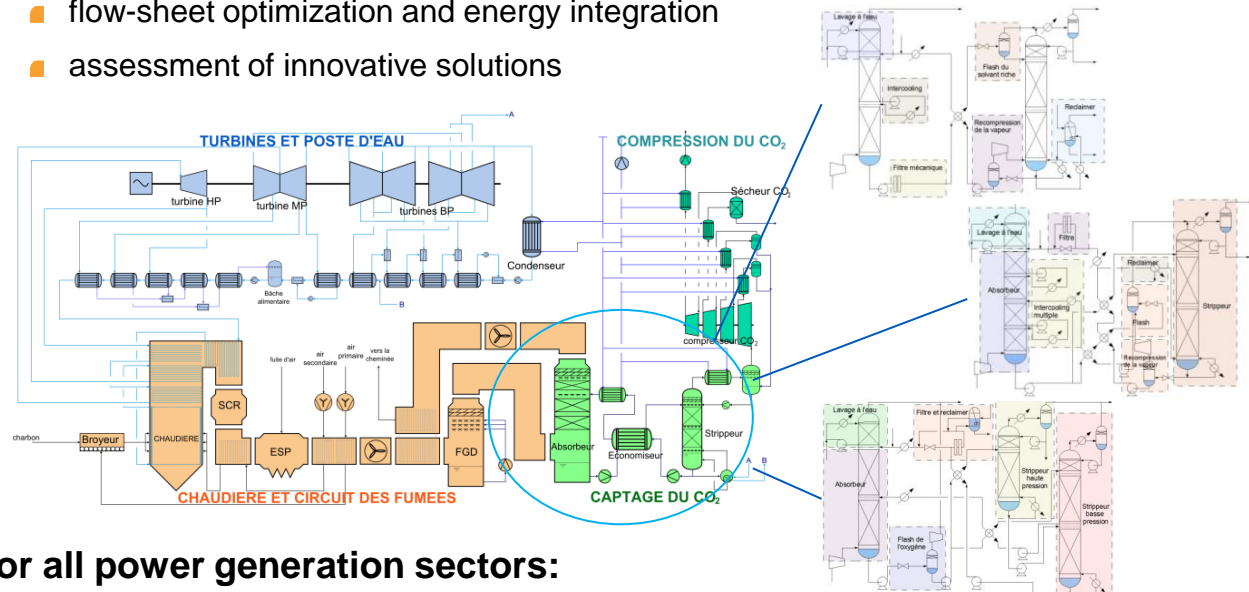 flow-sheet optimization and energy integration
assessment of innovative solutions
A
TURBINES ET POSTE D'EAU
turbine HP
turbine MP
turbines BP
Condenseur
Bâche
alimentaire
B
COMPRESSION DU CO2
Sécheur CO2
compresseur CO2
fuite d'air
air
secondaire
air
primaire
vers la
cheminée
charbon
Broyeur
CHAUDIERE
SCR
ESP
FGD
CHAUDIERE ET CIRCUIT DES FUMEES
Absorbeur
Economiseur
Strippeur
A
B
CAPTAGE DU CO2
Lavage à l'eau
Intercooling
Filtre mécanique
Flash du
solvant riche
Recompression
de la vapeur
Reclaimer
Lavage à l'eau
Filtre
Absorbeur
Intercooling
multiple
Reclaimer
Flash
Recompression
de la vapeur
Strippeur
Lavage à l'eau
Filtre et reclaimer
Absorbeur
Flash de
l'oxygène
Strippeur
haute
pression
Strippeur
basse
pression
or all power generation sectors: